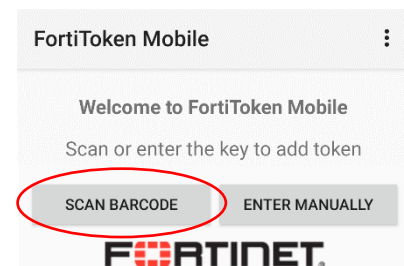 FortiToken Mobile
Welcome to FortiToken Mobile
Scan or enter the key to add token
SCAN BARCODE
ENTER MANUALLY
FORTINET.